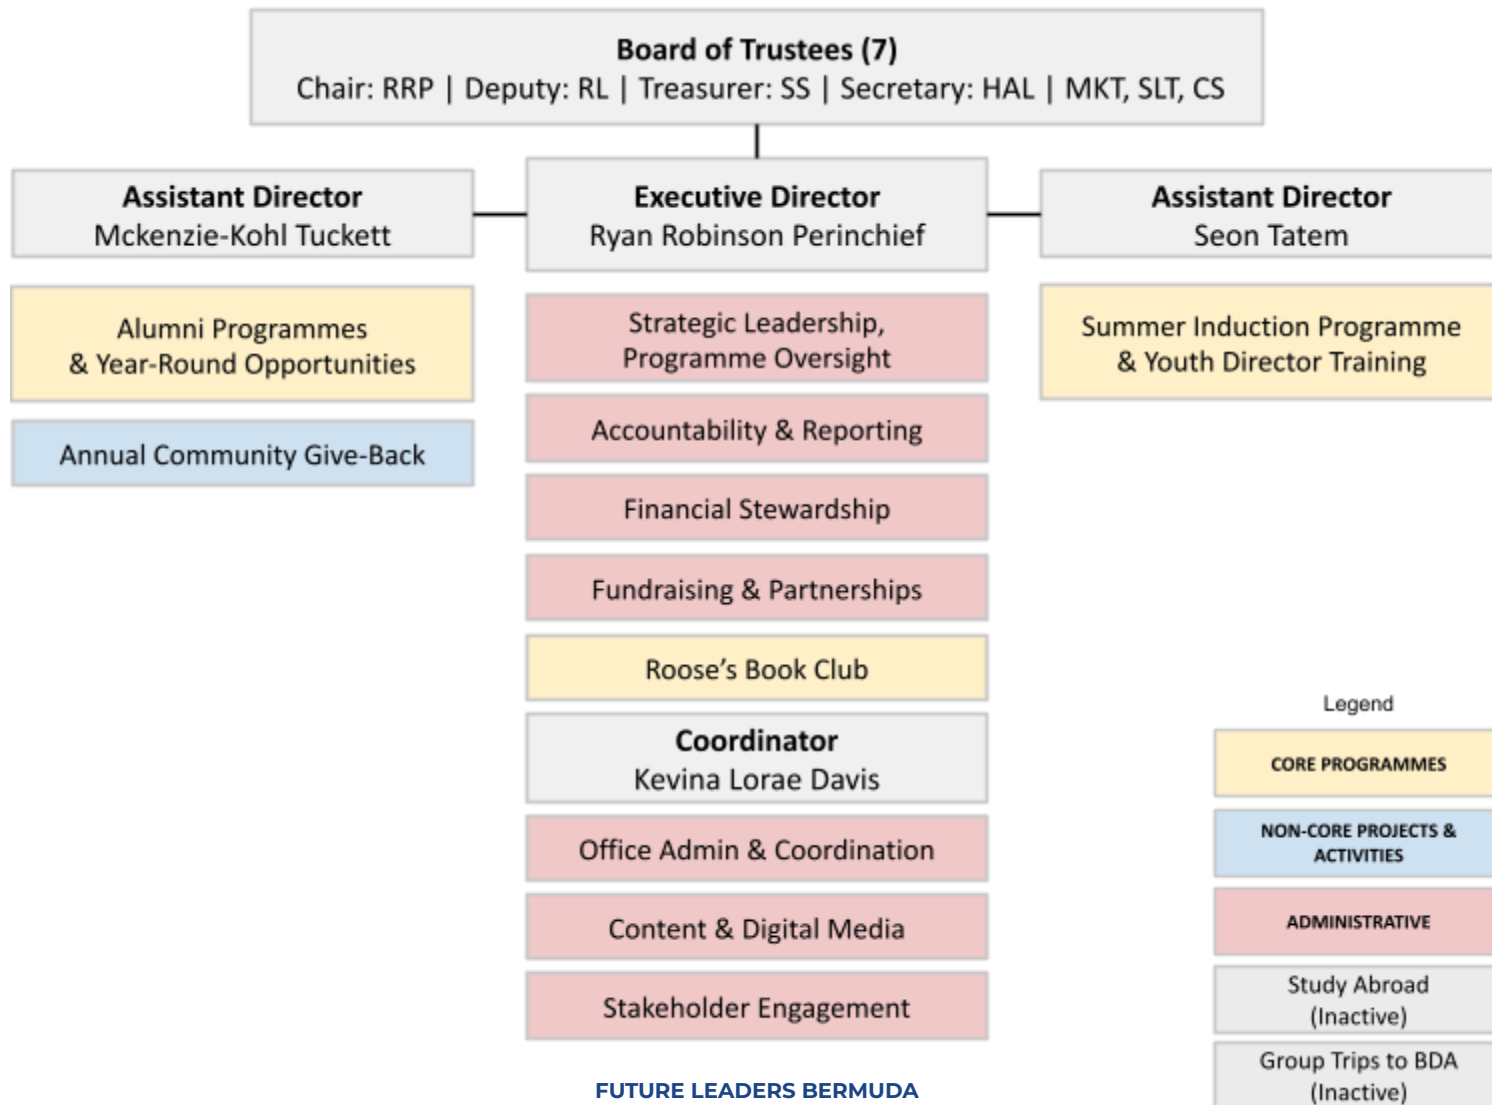 Board of Trustees (7)
Chair: RRP | Deputy: RL | Treasurer: SS | Secretary: HAL | MKT, SLT, CS
Assistant Director
Mckenzie-Kohl Tuckett
Executive Director
Ryan Robinson Perinchief
Assistant Director
Seon Tatem
Alumni Programmes
& Year-Round Opportunities
Annual Community Give-Back
Strategic Leadership,
Programme Oversight
Accountability & Reporting
Financial Stewardship
Fundraising & Partnerships
Roose’s Book Club
Summer Induction Programme
& Youth Director Training
Coordinator
Kevina Lorae Davis
Office Admin & Coordination
Content & Digital Media
Stakeholder Engagement
Legend
CORE PROGRAMMES
NON-CORE PROJECTS &
ACTIVITIES
ADMINISTRATIVE
Study Abroad
(Inactive)
Group Trips to BDA
(Inactive)
FUTURE LEADERS BERMUDA